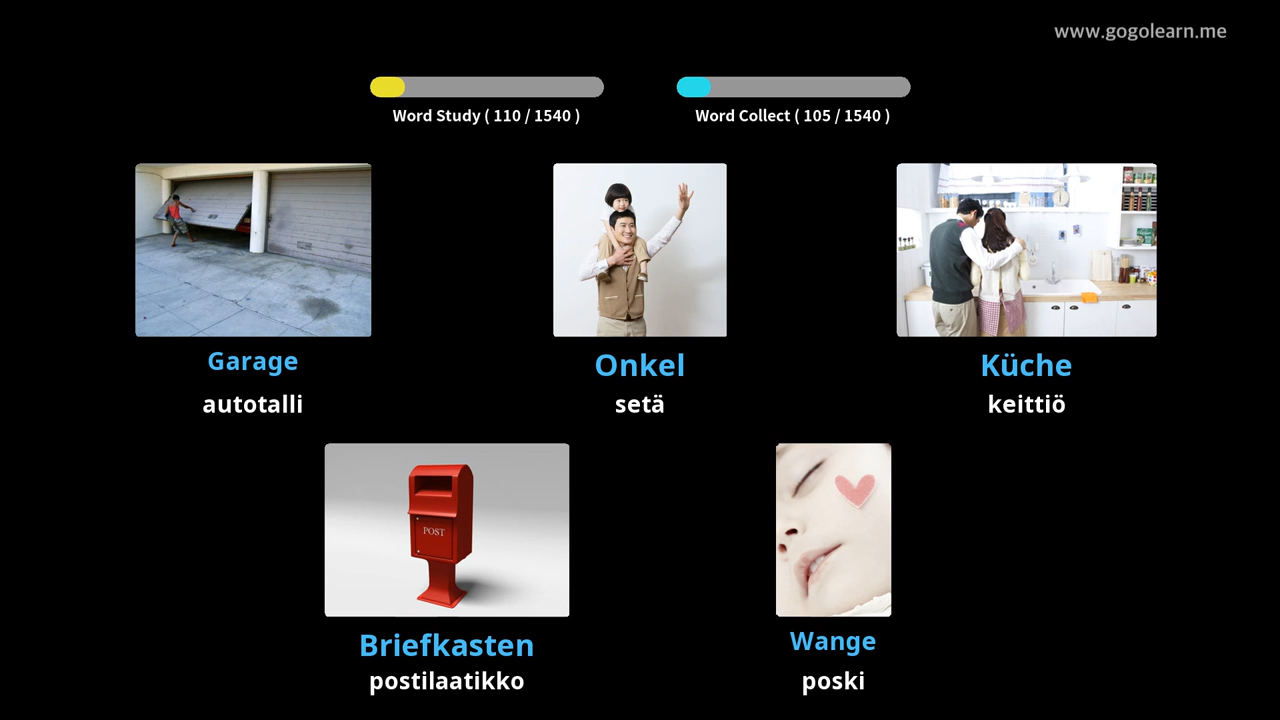 www.gogolearn.me
Word Study ( 110 / 1540 )
Word Collect ( 105 / 1540 )
Garage
autotalli
Onkel
setä
Küche
keittiö
POST
Briefkasten
postilaatikko
Wange
poski